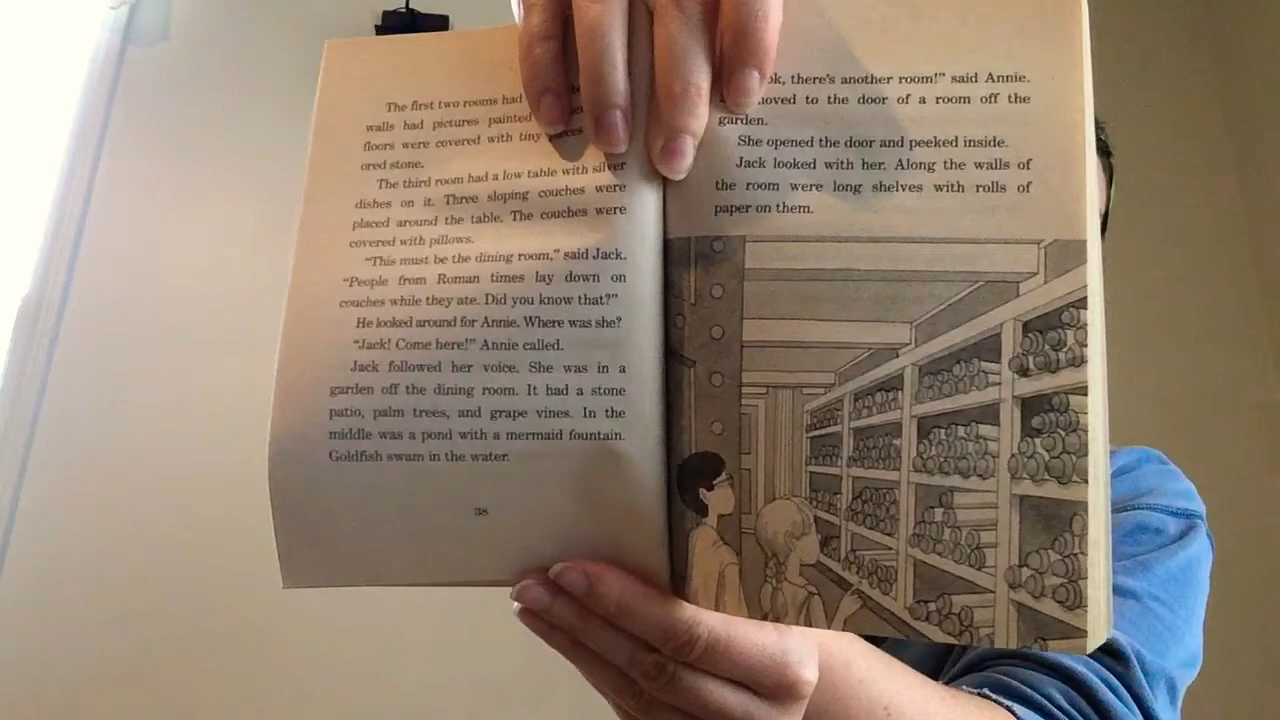 The first two rooms had
walls had pictures painted
floors were covered with tiny pieces
ored stone.
The third room had a low table with silver
dishes on it. Three sloping couches were
placed around the table. The couches were
covered with pillows.
"This must be the dining room," said Jack.
"People from Roman times lay down on
couches while they ate. Did you know that?"
He looked around for Annie. Where was she?
"Jack! Come here!" Annie called.
Jack followed her voice. She was in a
garden off the dining room. It had a stone
patio, palm trees, and grape vines. In the
middle was a pond with a mermaid fountain.
Goldfish swam in the water.
38
there's another room!" said Annie.
to the door of a room off the
garden.
She opened the door and peeked inside.
Jack looked with her. Along the walls of
the room were long shelves with rolls of
paper on them.